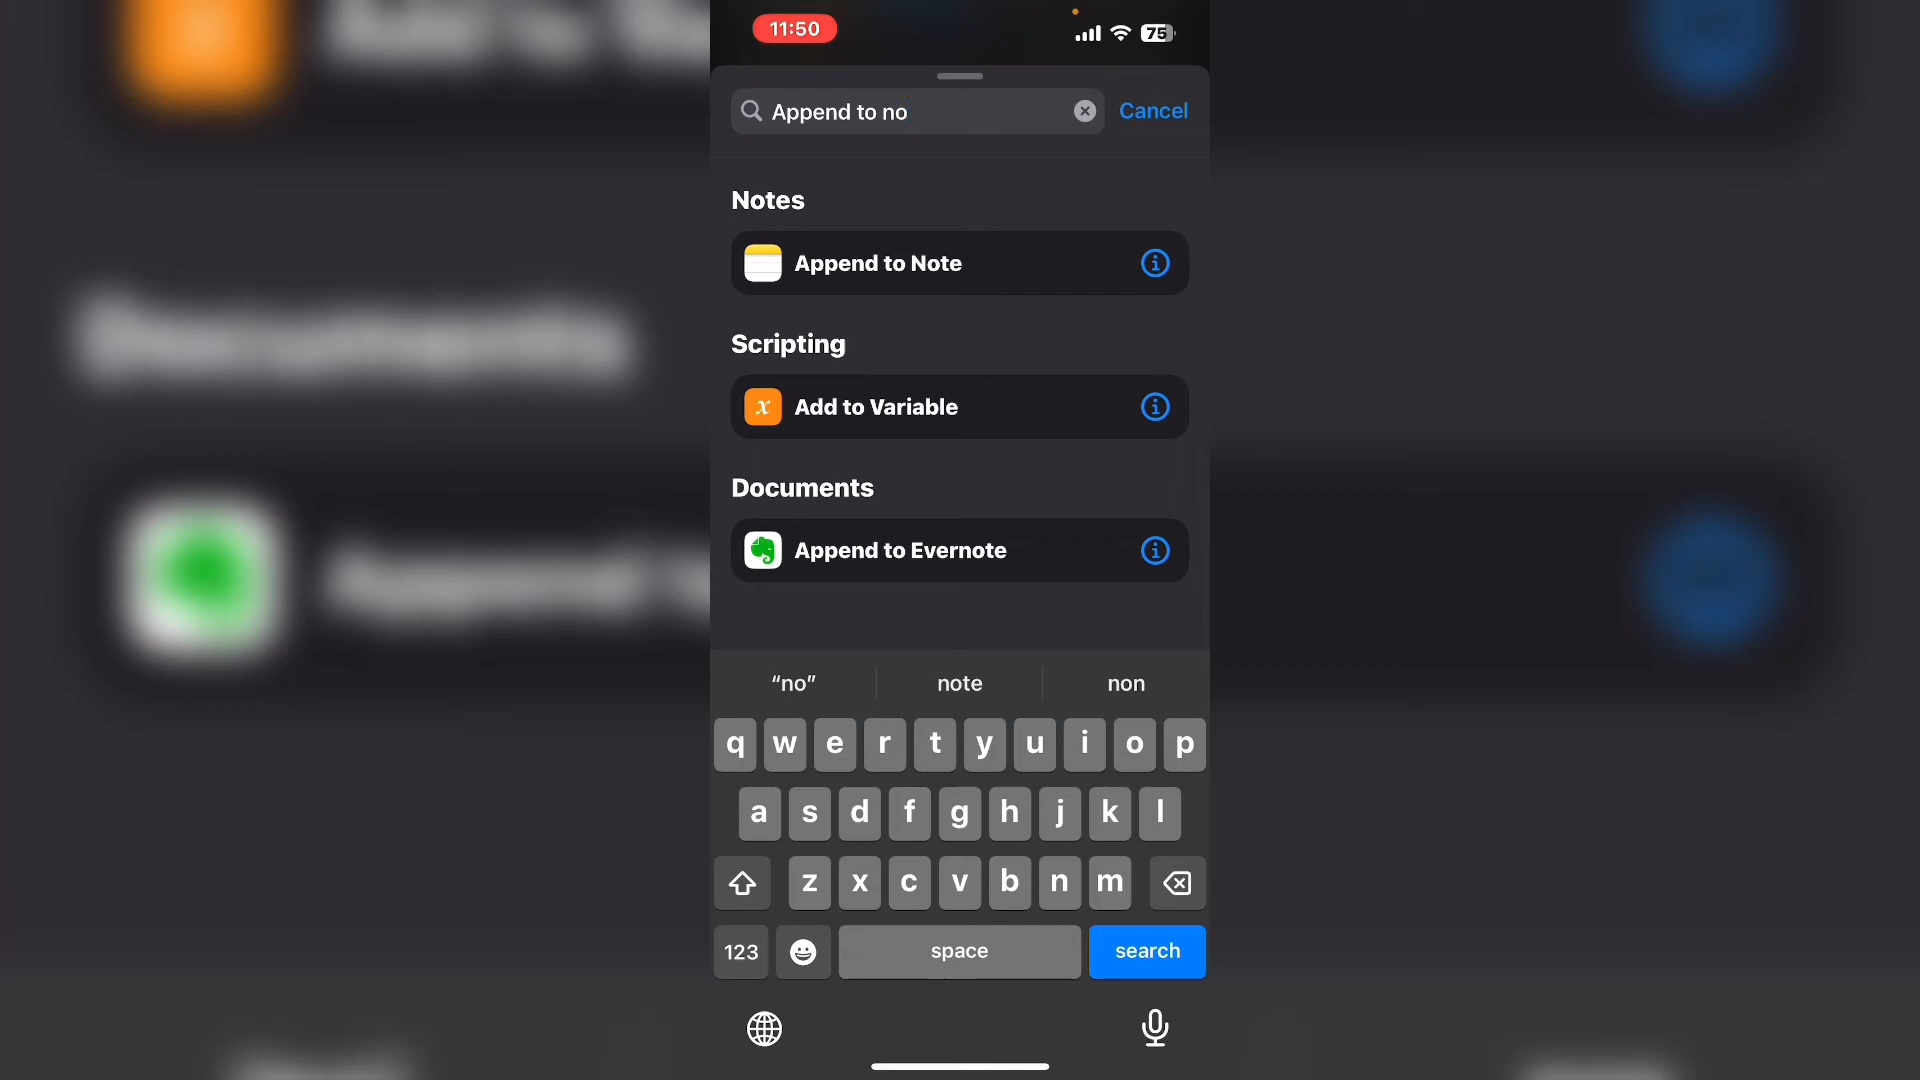 11:50
75
Append to no
Cancel
Notes
Append to Note
Scripting
x Add to Variable
Documents
Append to Evernote
“no” note non
q w e r t y u i o p
a s d f g h j k l
z x c v b n m
123 space search